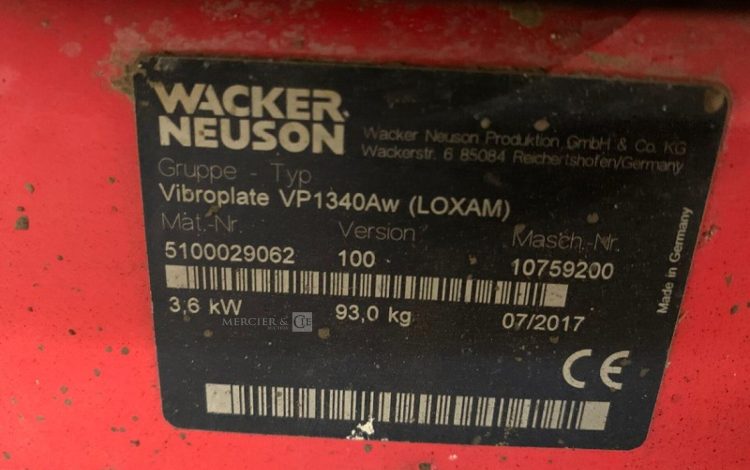 WACKER
NEUSON
Wacker Neuson Produktion GmbH & Co. KG
Wackerstr. 6 85084 Reichertshofen/Germany
Gruppe - Typ
Vibroplate VP1340Aw (LOXAM)
Mat.-Nr. Version Masch.-Nr.
5100029062 100 10759200
3,6 kW 93,0 kg 07/2017
Made in Germany
MERCIER & CIE
CE